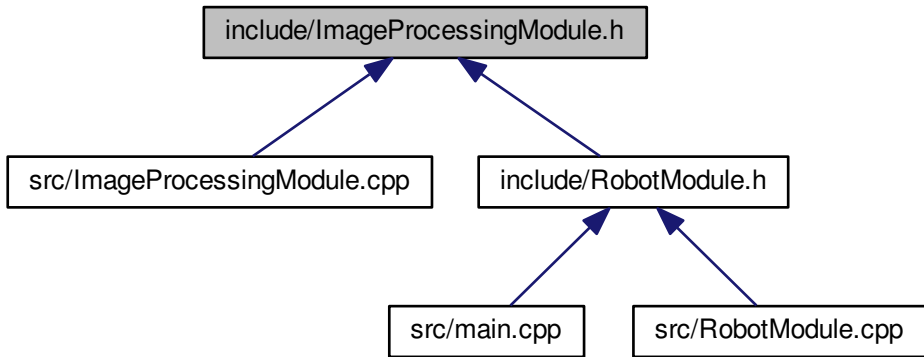 include/ImageProcessingModule.h
src/ImageProcessingModule.cpp
include/RobotModule.h
src/main.cpp
src/RobotModule.cpp